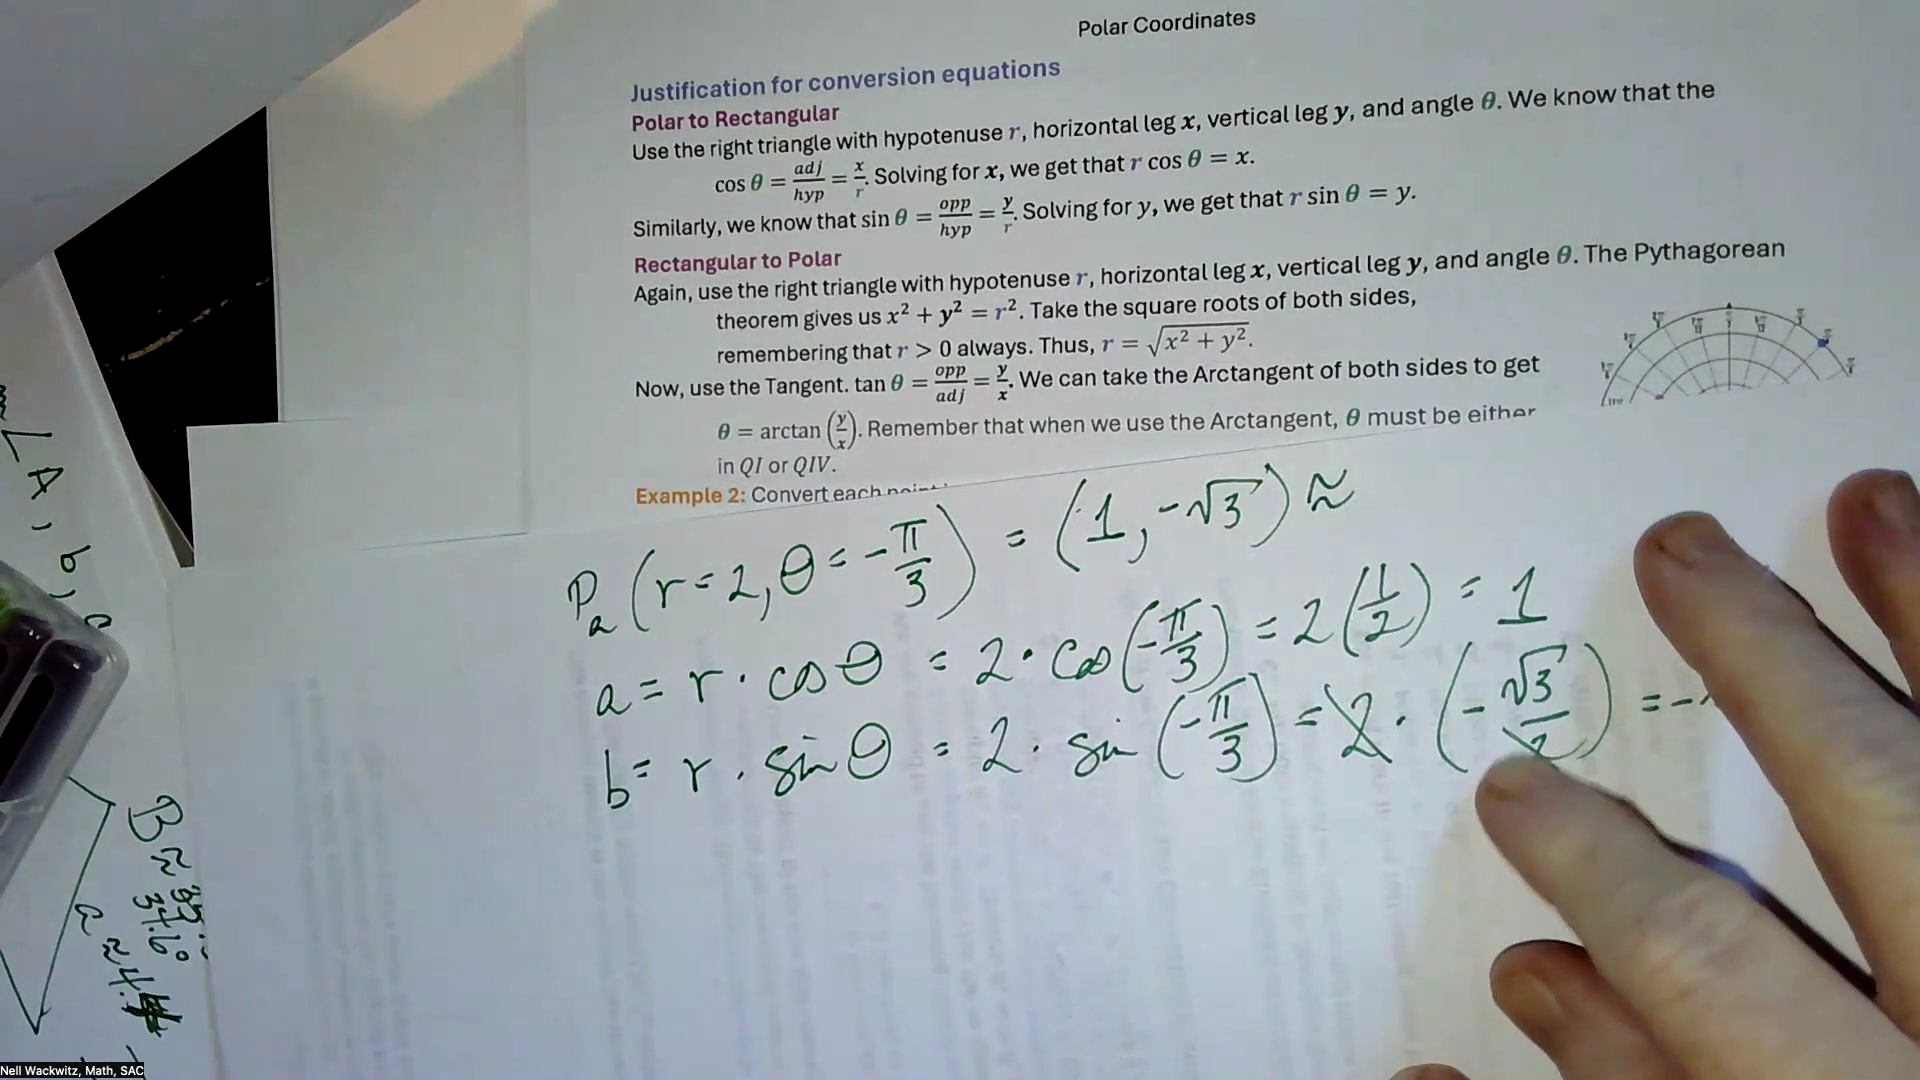 Polar Coordinates
Justification for conversion equations
Polar to Rectangular
Use the right triangle with hypotenuse r, horizontal leg x, vertical leg y, and angle θ. We know that the
cos θ = adj/hyp = x/r. Solving for x, we get that r cos θ = x.
Similarly, we know that sin θ = opp/hyp = y/r. Solving for y, we get that r sin θ = y.
Rectangular to Polar
Again, use the right triangle with hypotenuse r, horizontal leg x, vertical leg y, and angle θ. The Pythagorean
theorem gives us x² + y² = r². Take the square roots of both sides,
remembering that r > 0 always. Thus, r = √(x² + y²).
Now, use the Tangent. tan θ = opp/adj = y/x. We can take the Arctangent of both sides to get
θ = arctan (y/x). Remember that when we use the Arctangent, θ must be either
in QI or QIV.
Example 2: Convert each point
P_a (r = 2, θ = -π/3) = (1, -√3) ≈
a = r · cos θ = 2 · cos(-π/3) = 2(1/2) = 1
b = r · sin θ = 2 · sin(-π/3) = 2 · (-√3/2) = -
A, b, c
B ≈
34.6°
a ≈ 4.
Nell Wackwitz, Math, SAC